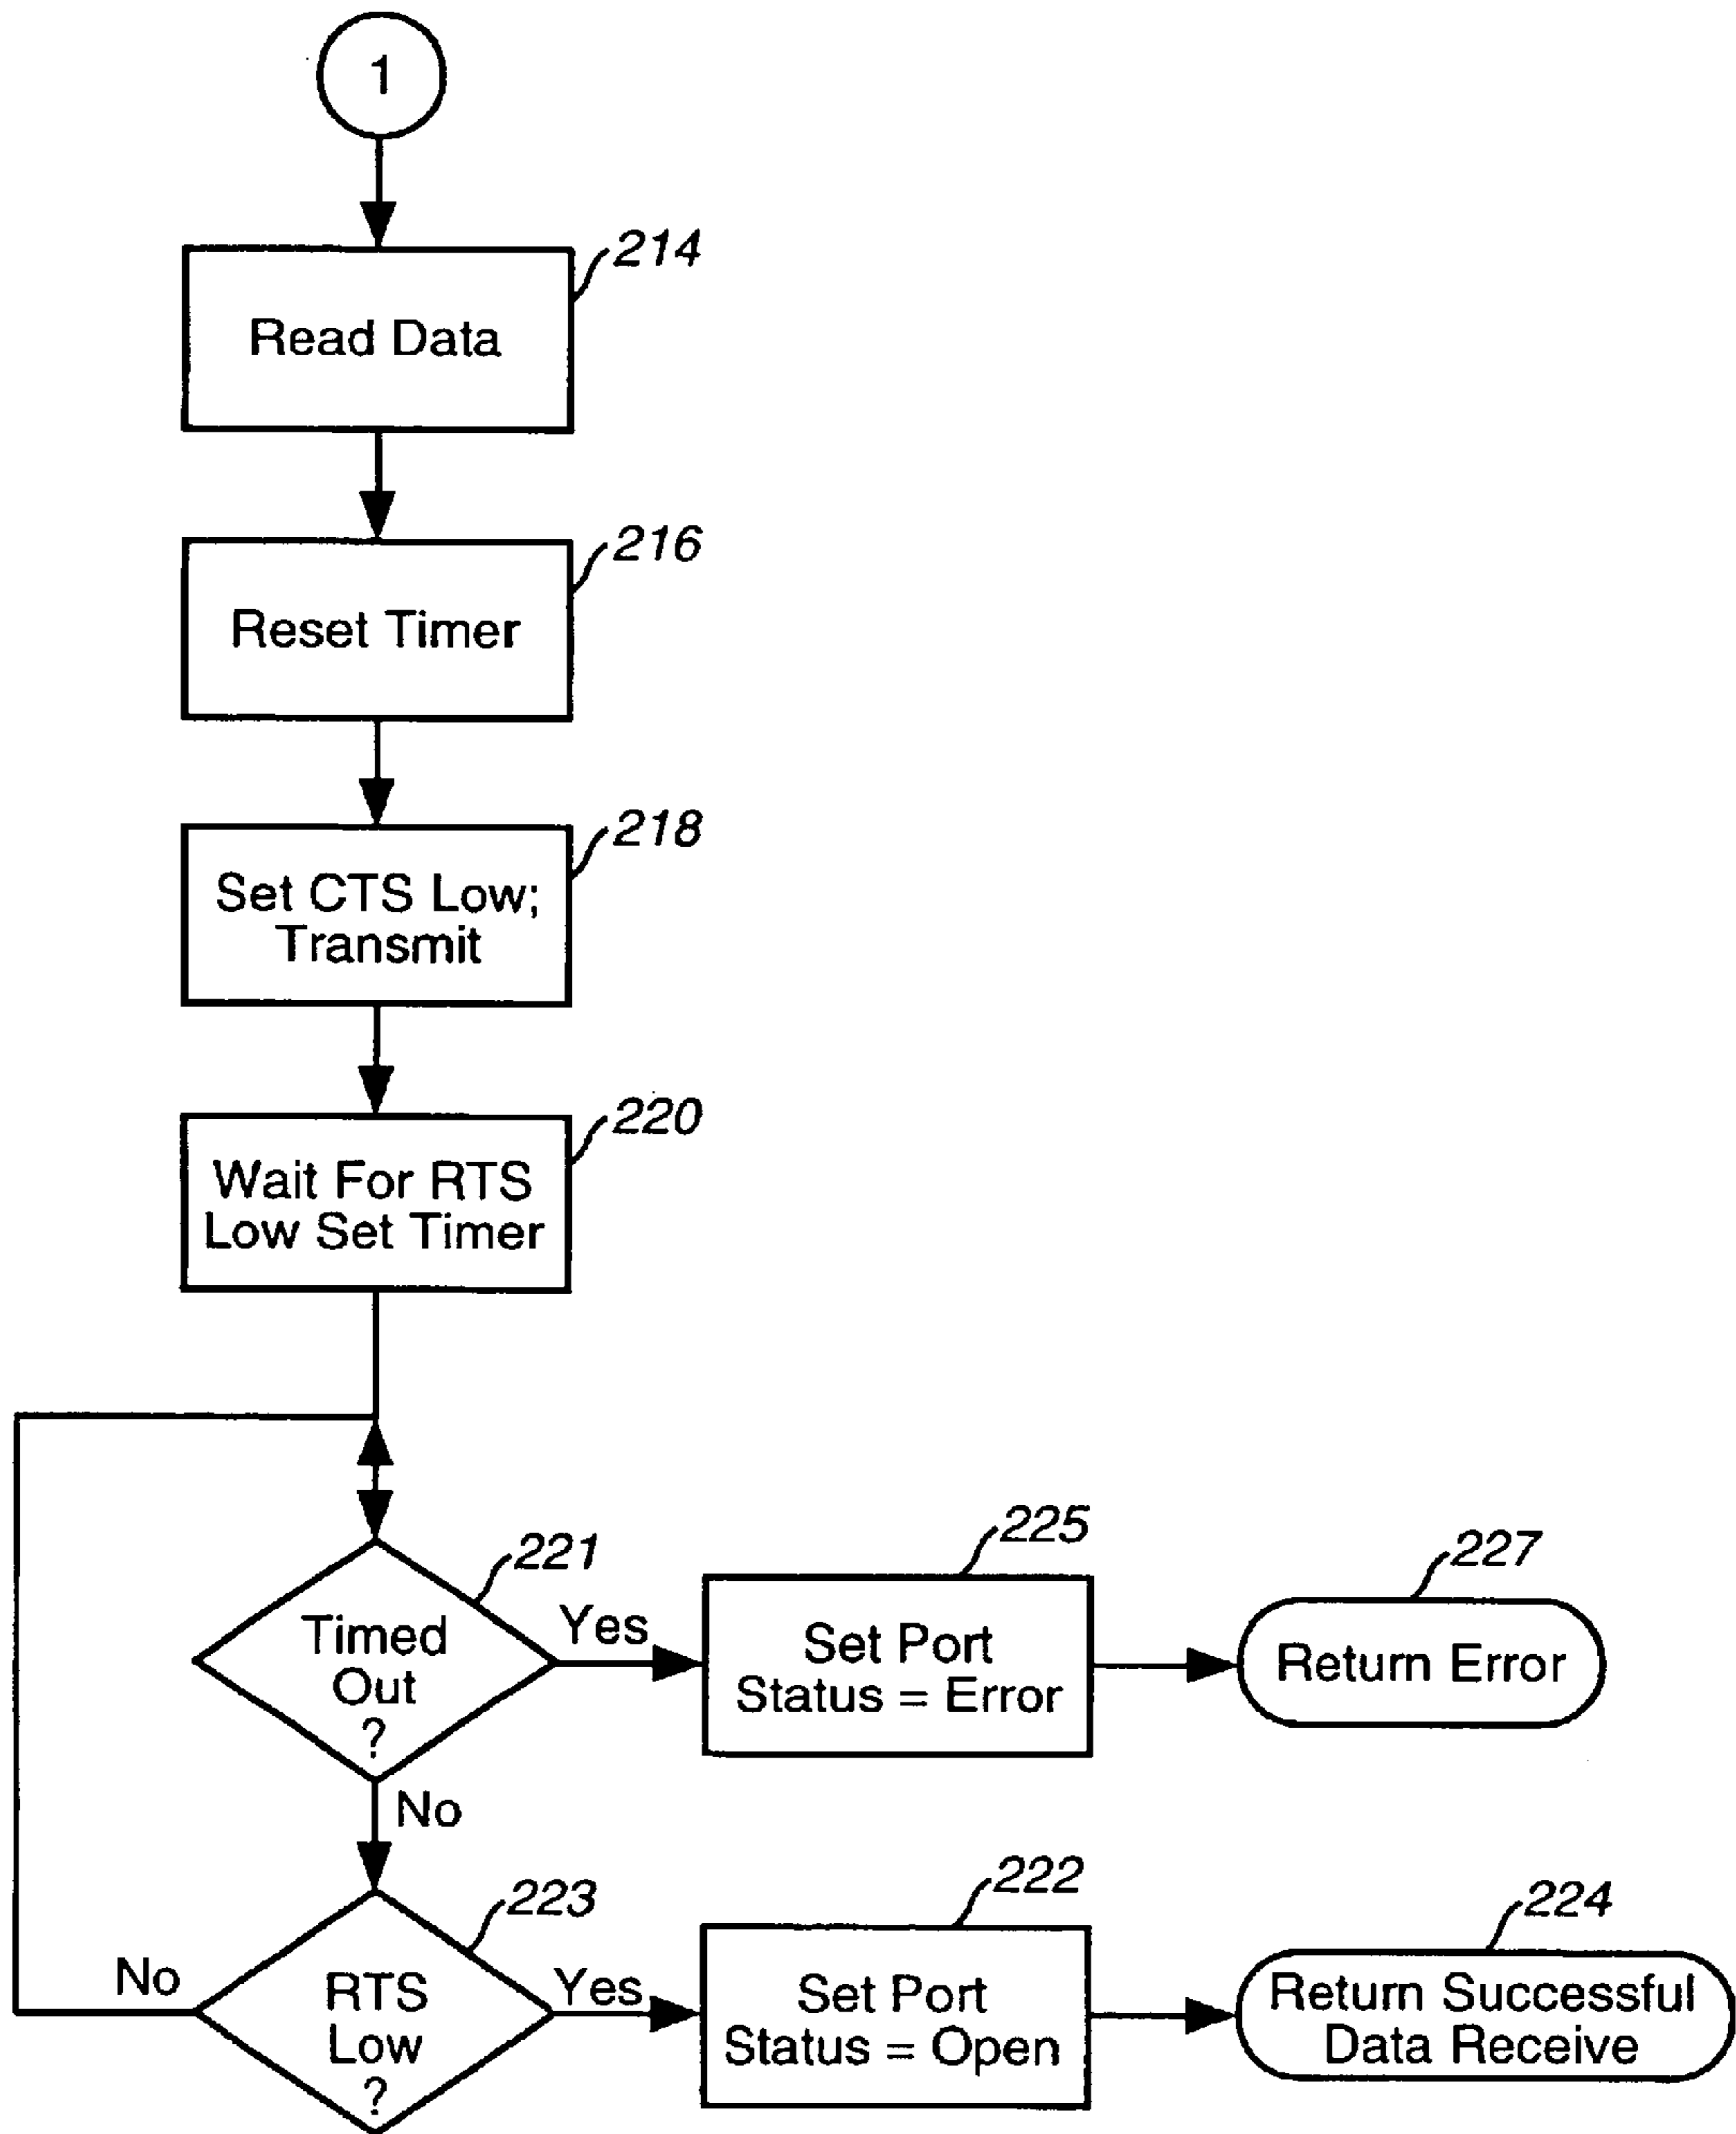 1
214
Read Data
216
Reset Timer
218
Set CTS Low;
Transmit
220
Wait For RTS
Low Set Timer
221
Timed
Out
?
Yes
225
Set Port
Status = Error
227
Return Error
No
223
RTS
Low
?
No
Yes
222
Set Port
Status = Open
224
Return Successful
Data Receive